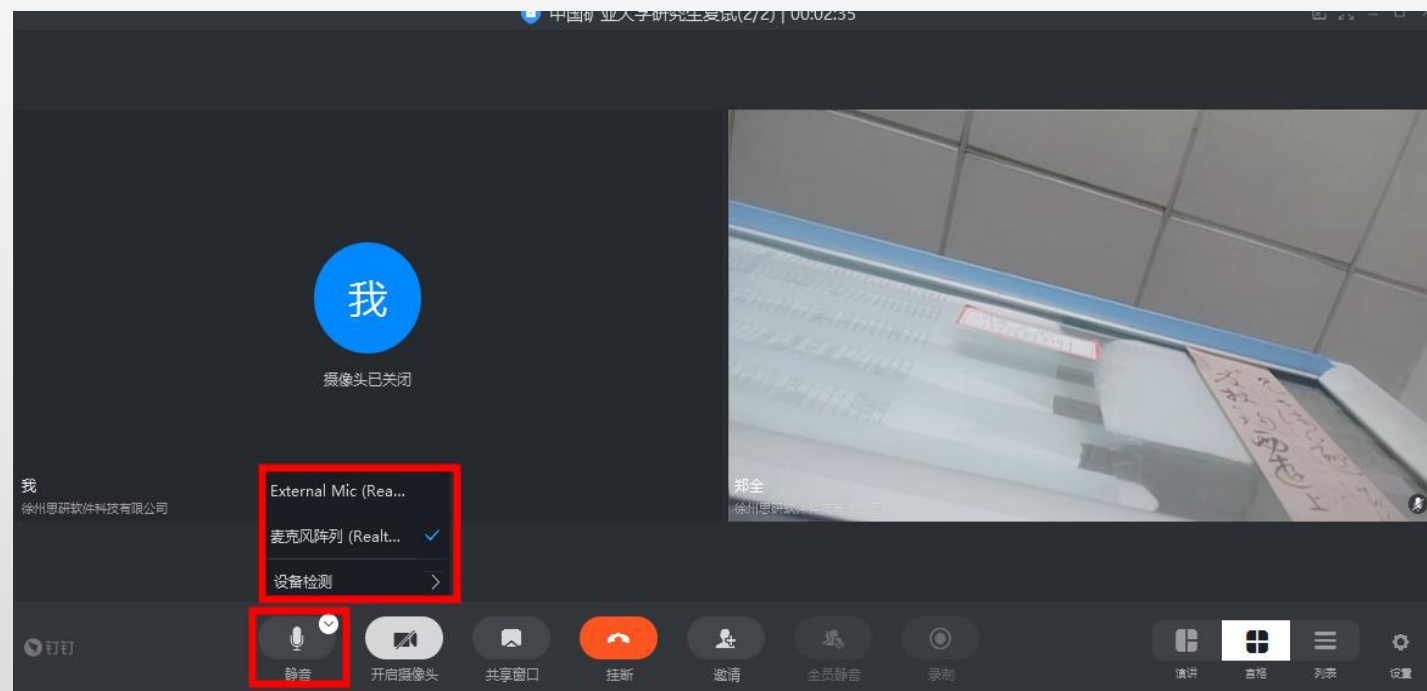 中国矿业大学研究生复试(2/2) | 00:02:35
我
摄像头已关闭
我
徐州思研软件科技有限公司
郑全
External Mic (Rea...
麦克风阵列 (Realt...
设备检测
钉钉
静音
开启摄像头
共享窗口
挂断
邀请
全员静音
录制
演讲
宫格
列表
设置